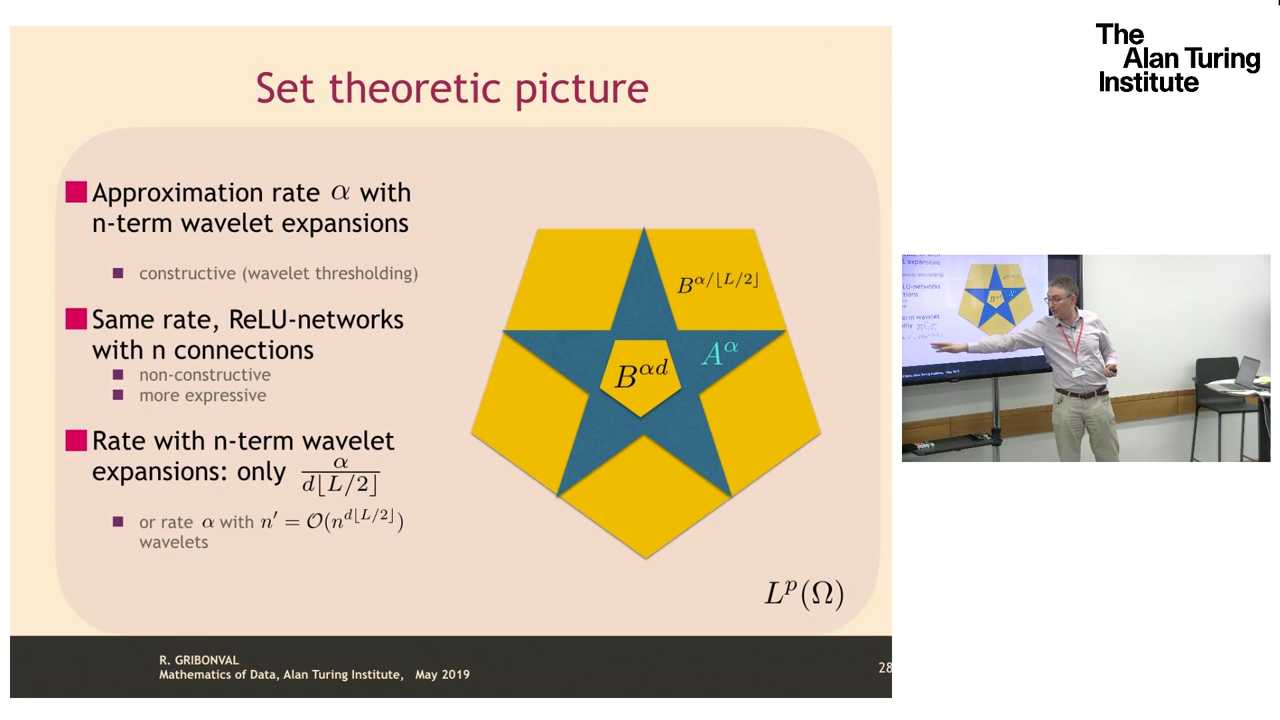 Set theoretic picture
Approximation rate α with
n-term wavelet expansions
constructive (wavelet thresholding)
Same rate, ReLU-networks
with n connections
non-constructive
more expressive
Rate with n-term wavelet
expansions: only α/(d⌊L/2⌋)
or rate α with n′ = O(n^{d⌊L/2⌋})
wavelets
B^{α/⌊L/2⌋}
A^α
B^{αd}
L^p(Ω)
R. GRIBONVAL
Mathematics of Data, Alan Turing Institute, May 2019
28
The
Alan Turing
Institute